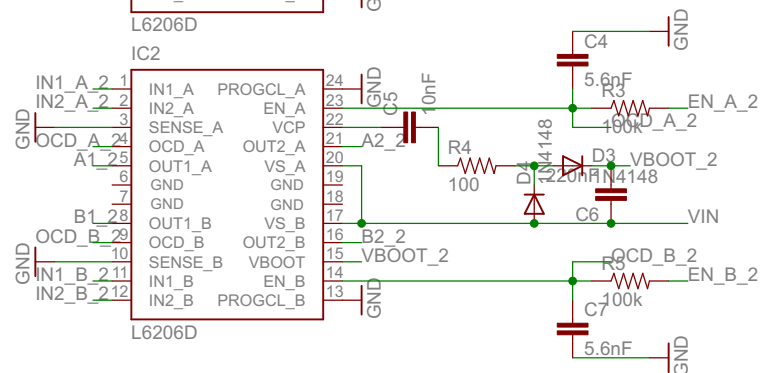 L6206D
IC2
IN1_A_2 1 IN1_A PROGCL_A 24 GND
IN2_A_2 2 IN2_A EN_A 23
GND 3 SENSE_A VCP 22
OCD_A_2 4 OCD_A OUT2_A 21 A2_2
A1_2 5 OUT1_A VS_A 20
6 GND GND 19
7 GND GND 18
B1_2 8 OUT1_B VS_B 17
OCD_B_2 9 OCD_B OUT2_B 16 B2_2
GND 10 SENSE_B VBOOT 15 VBOOT_2
IN1_B_2 11 IN1_B EN_B 14
IN2_B_2 12 IN2_B PROGCL_B 13 GND
L6206D
C5
10nF
R4
100
C4
5.6nF
GND
R3
100k
EN_A_2
OCD_A_2
D4
1N4148
D3
1N4148
220nF
C6
VBOOT_2
VIN
OCD_B_2
R5
100k
EN_B_2
C7
5.6nF
GND